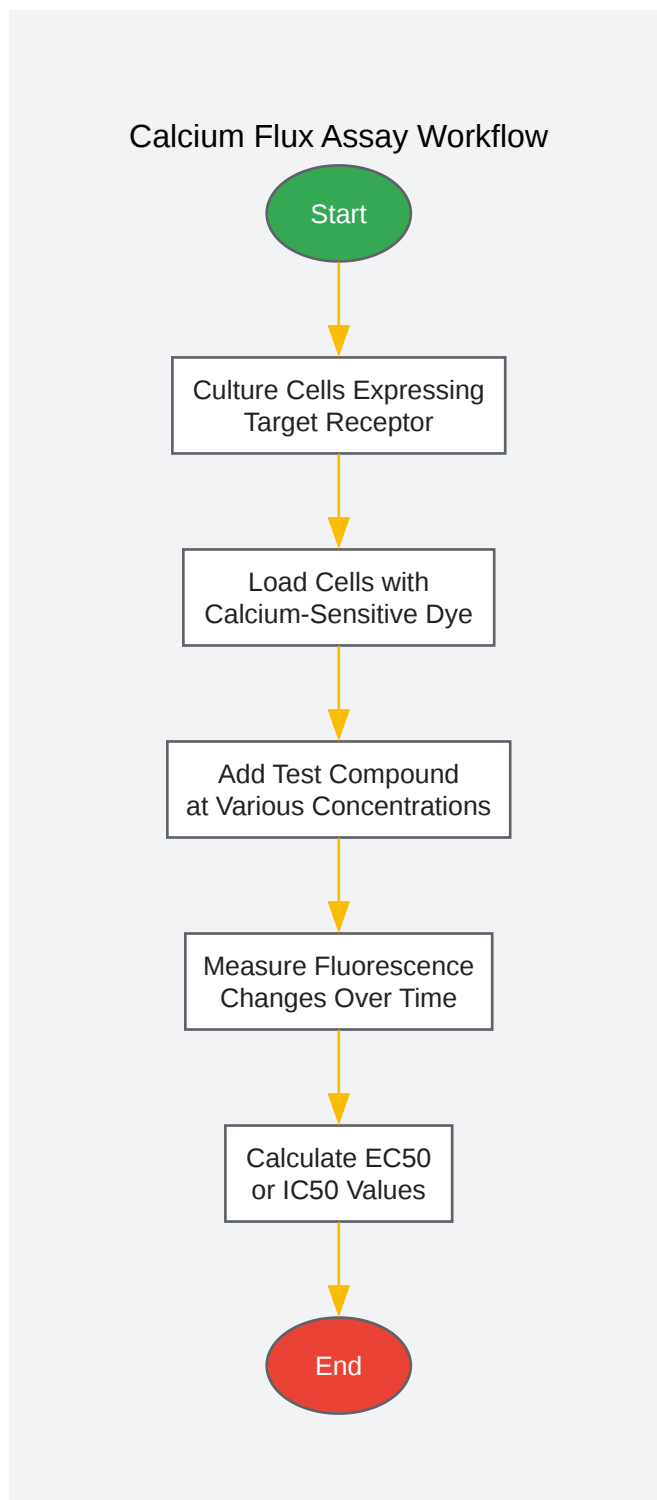 Calcium Flux Assay Workflow
Start
Culture Cells Expressing
Target Receptor
Load Cells with
Calcium-Sensitive Dye
Add Test Compound
at Various Concentrations
Measure Fluorescence
Changes Over Time
Calculate EC50
or IC50 Values
End